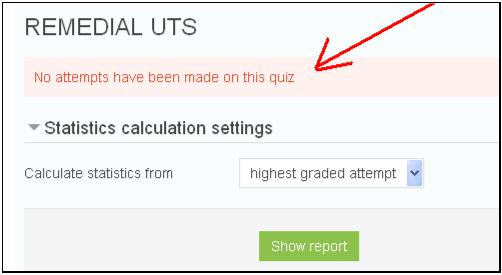 REMEDIAL UTS
No attempts have been made on this quiz
Statistics calculation settings
Calculate statistics from highest graded attempt
Show report